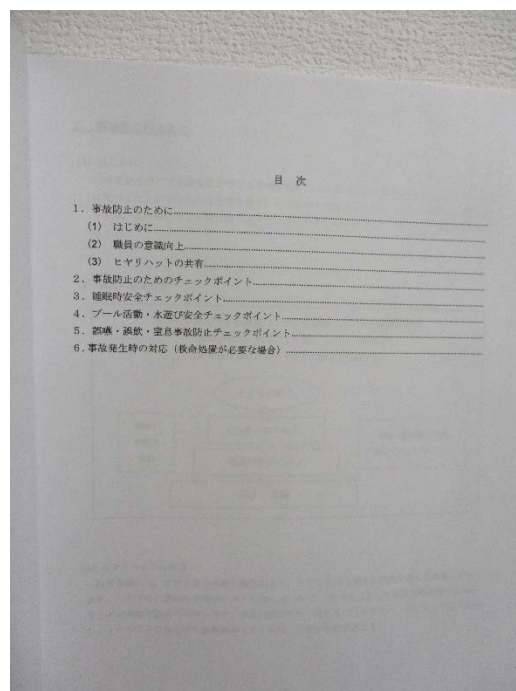 目 次
1．事故防止のために
(1) はじめに
(2) 職員の意識向上
(3) ヒヤリハットの共有
2．事故防止のためのチェックポイント
3．睡眠時安全チェックポイント
4．プール活動・水遊び安全チェックポイント
5．誤嚥・誤飲・窒息事故防止チェックポイント
6．事故発生時の対応（救命処置が必要な場合）